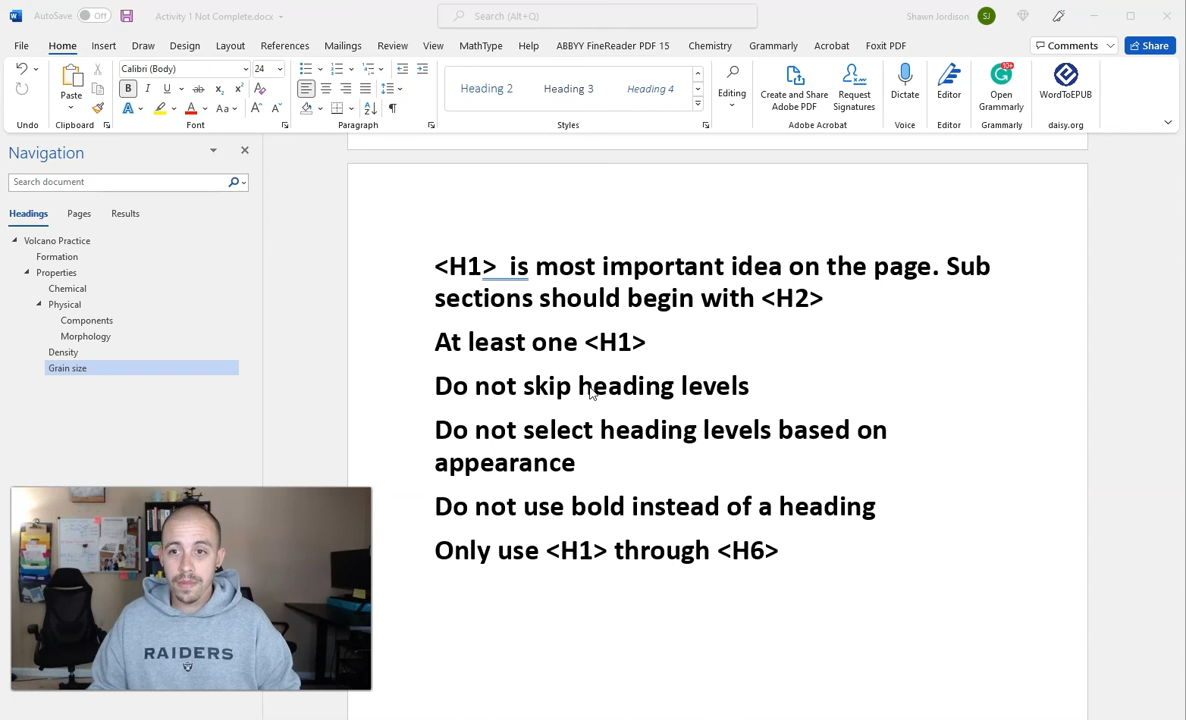 AutoSave Off Activity 1 Not Complete.docx Search (Alt+Q) Shawn Jordison SJ
File Home Insert Draw Design Layout References Mailings Review View MathType Help ABBYY FineReader PDF 15 Chemistry Grammarly Acrobat Foxit PDF Comments Share
Calibri (Body) 24
Paste
Heading 2 Heading 3 Heading 4
Editing
Create and Share Adobe PDF
Request Signatures
Dictate
Editor
Open Grammarly
WordToEPUB
Undo Clipboard Font Paragraph Styles Adobe Acrobat Voice Editor Grammarly daisy.org
Navigation
Search document
Headings Pages Results
Volcano Practice
Formation
Properties
Chemical
Physical
Components
Morphology
Density
Grain size
<H1>  is most important idea on the page. Sub
sections should begin with <H2>
At least one <H1>
Do not skip heading levels
Do not select heading levels based on
appearance
Do not use bold instead of a heading
Only use <H1> through <H6>
RAIDERS